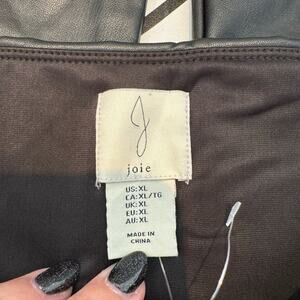 J
joie
US:XL
CA:XL/TG
UK:XL
EU:XL
AU:XL
MADE IN
CHINA